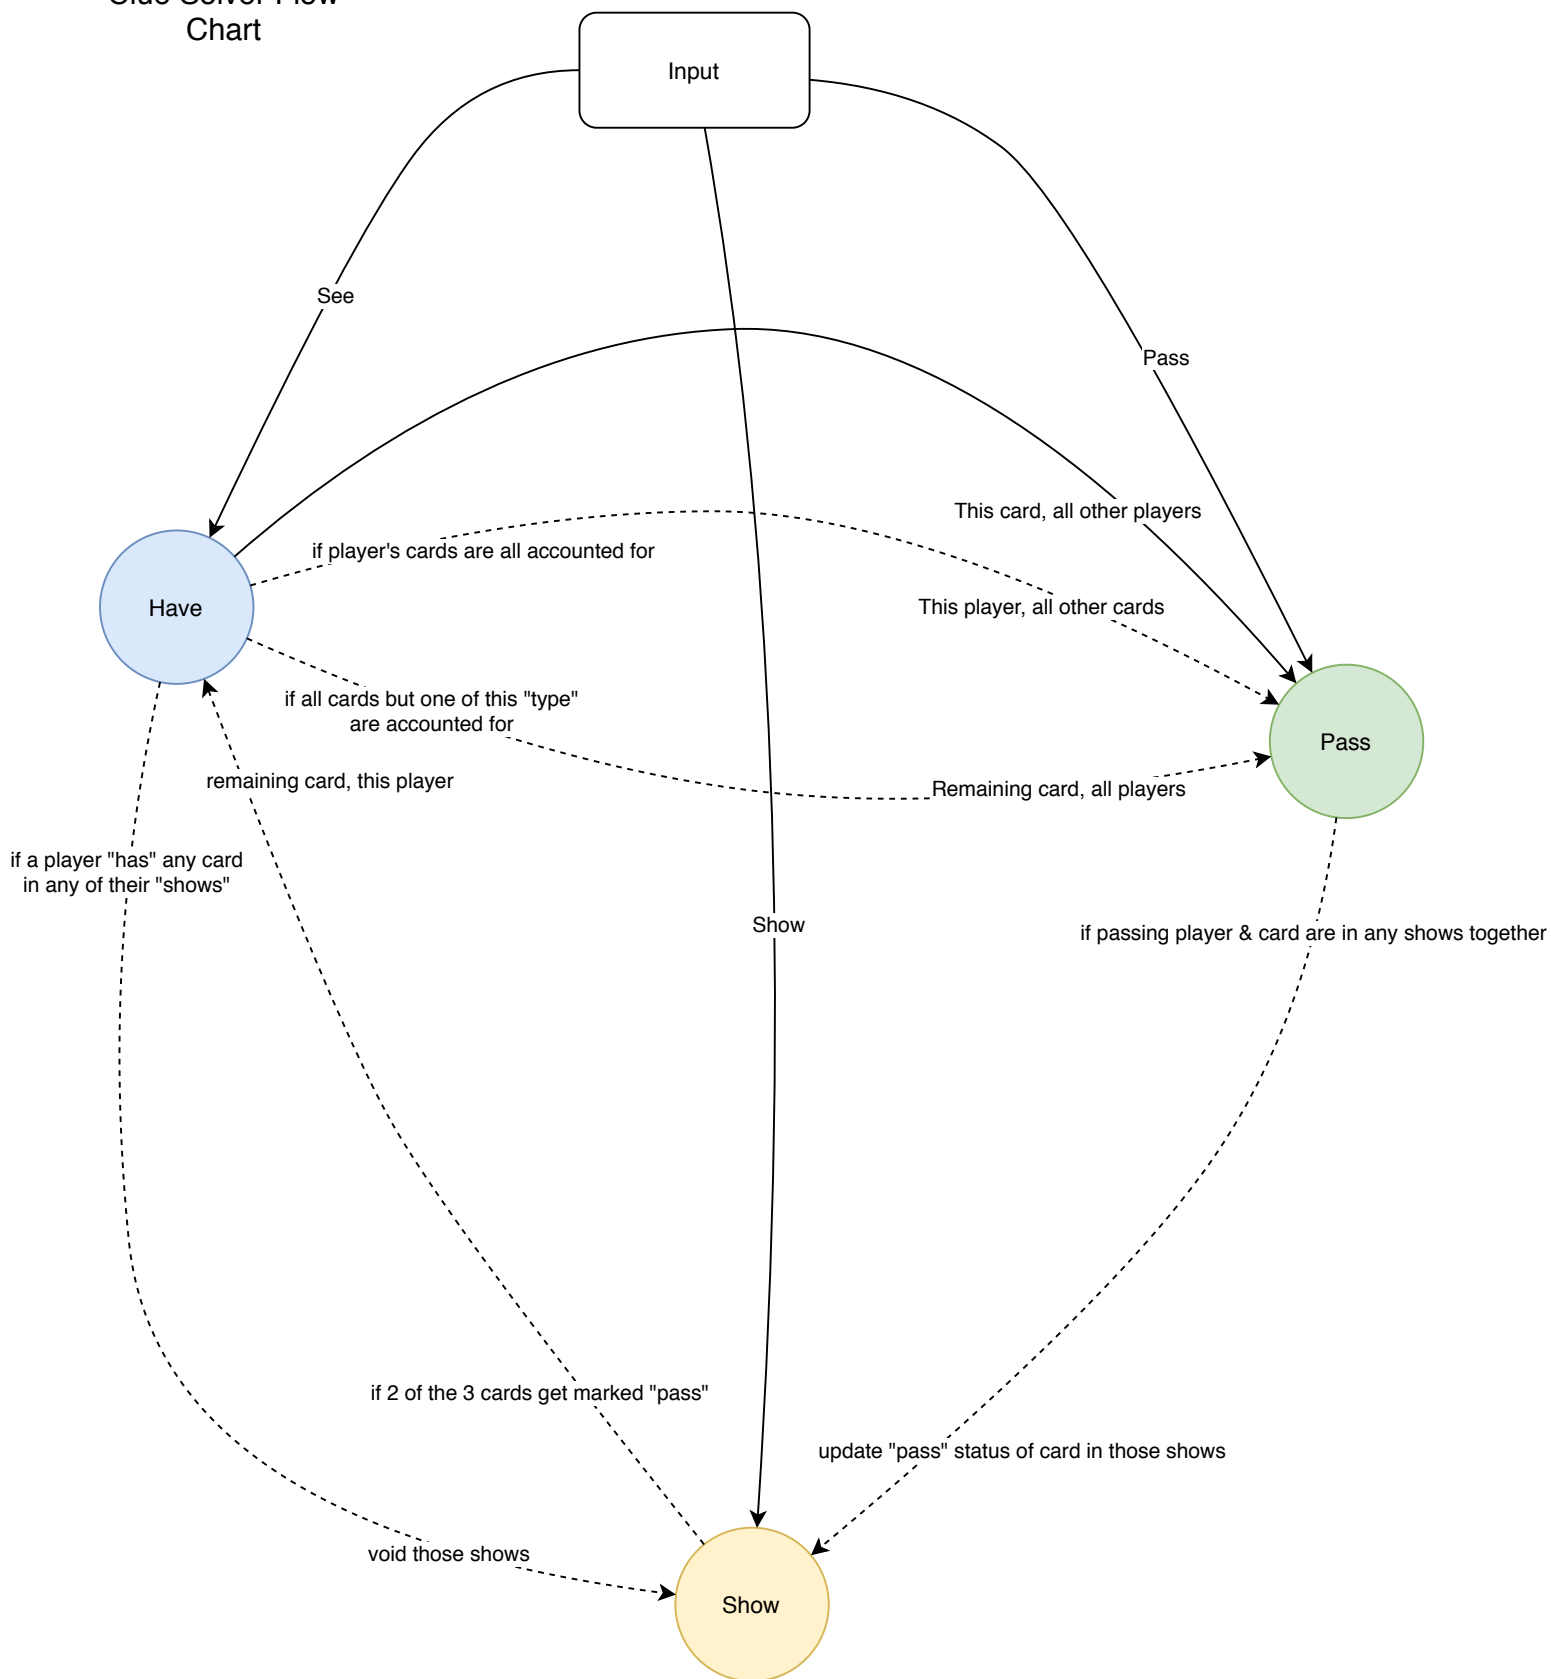 Chart
Input
See
Pass
This card, all other players
if player's cards are all accounted for
Have
This player, all other cards
if all cards but one of this "type"
are accounted for
Pass
remaining card, this player
Remaining card, all players
if a player "has" any card
in any of their "shows"
Show
if passing player & card are in any shows together
if 2 of the 3 cards get marked "pass"
update "pass" status of card in those shows
void those shows
Show